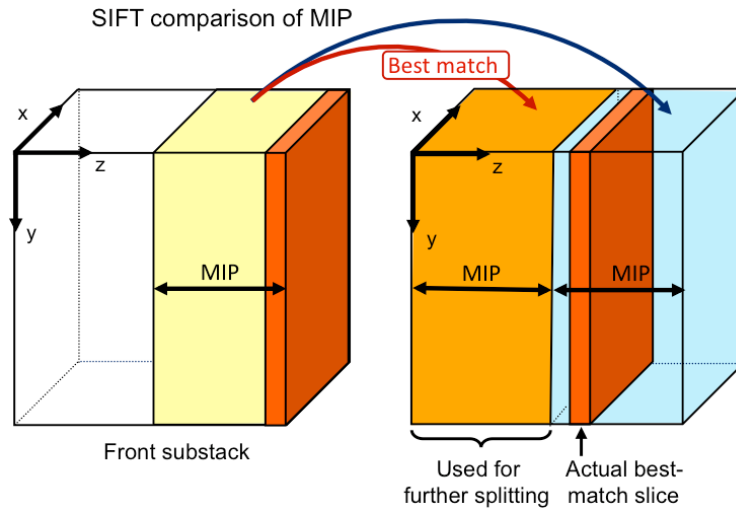 SIFT comparison of MIP
Best match
x
z
y
MIP
Front substack
x
z
y
MIP
MIP
Used for
further splitting
Actual best-
match slice